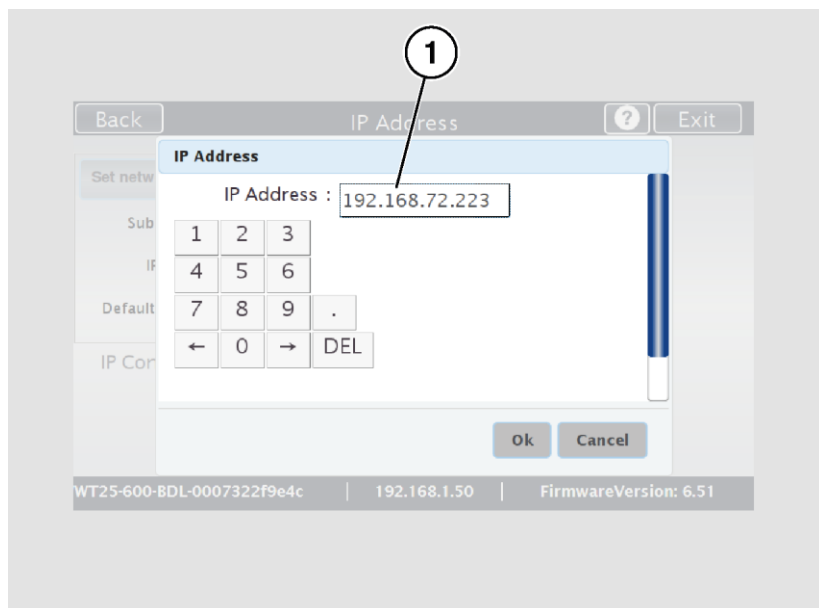 1
Back IP Address ? Exit
IP Address
Set netw
IP Address : 192.168.72.223
Sub
1 2 3
IP
4 5 6
Default
7 8 9 .
← 0 → DEL
IP Con
Ok Cancel
WT25-600-BDL-0007322f9e4c | 192.168.1.50 | FirmwareVersion: 6.51